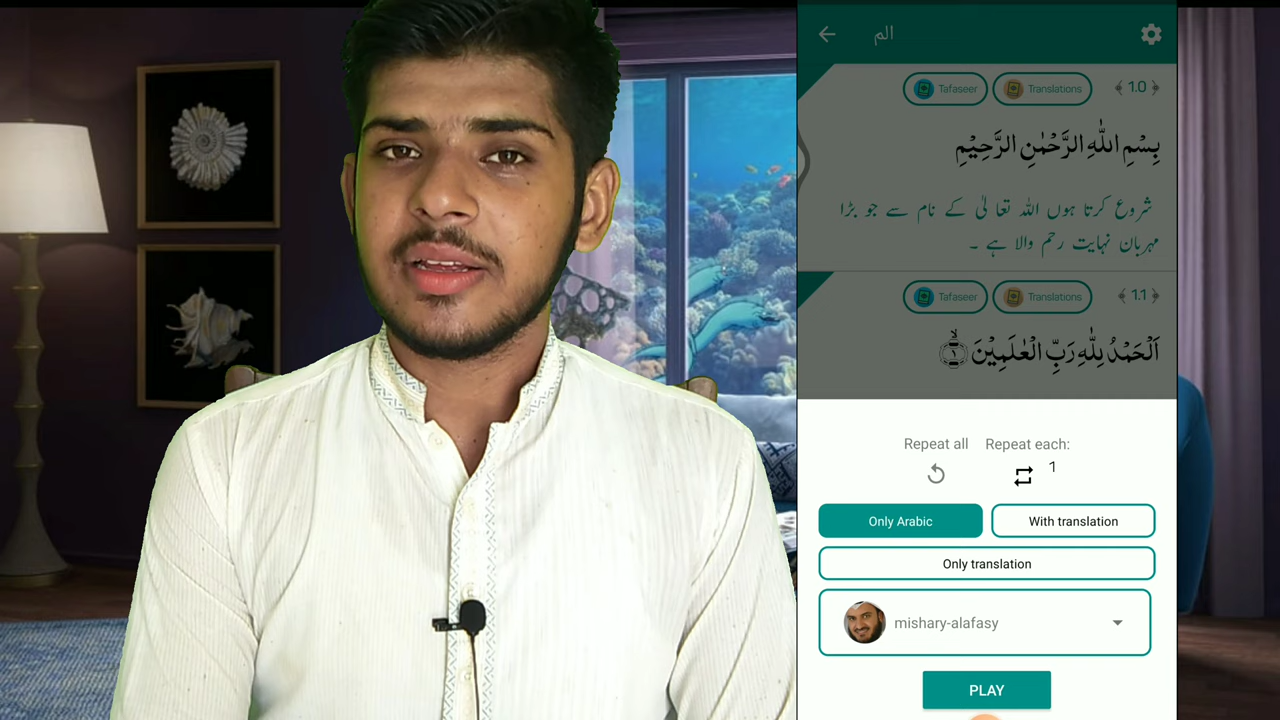 الم
Tafaseer Translations ﴾ 1.0 ﴿
بِسْمِ اللّٰهِ الرَّحْمٰنِ الرَّحِيْمِ
شروع کرتا ہوں اللہ تعا لیٰ کے نام سے جو بڑا
مہربان نہایت رحم والا ہے ۔
Tafaseer Translations ﴾ 1.1 ﴿
اَلْحَمْدُ لِلّٰهِ رَبِّ الْعٰلَمِيْنَ ۙ‏﴿۱﴾
Repeat all Repeat each:
1
Only Arabic With translation
Only translation
mishary-alafasy
PLAY